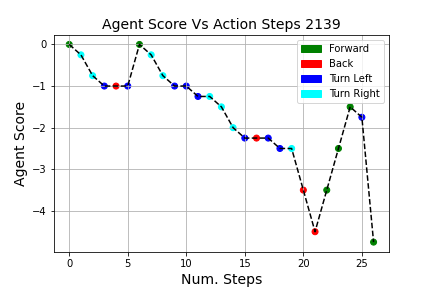 Agent Score Vs Action Steps 2139
Forward
Back
Turn Left
Turn Right
Agent Score
0
−1
−2
−3
−4
0 5 10 15 20 25
Num. Steps